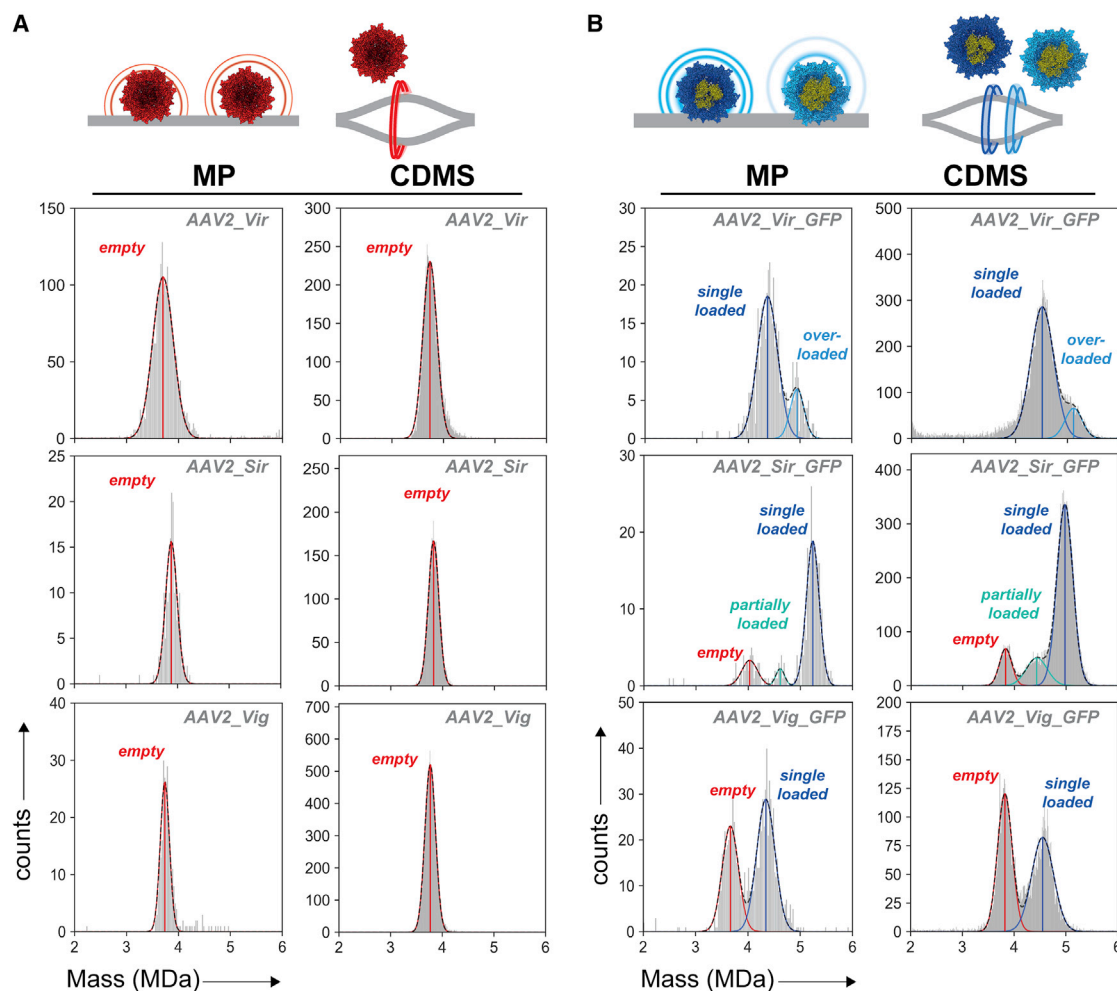 A
B
MP
CDMS
MP
CDMS
150
100
50
0
AAV2_Vir
empty
300
250
200
150
100
50
0
AAV2_Vir
empty
30
20
10
0
AAV2_Vir_GFP
single
loaded
over-
loaded
500
400
300
200
100
0
AAV2_Vir_GFP
single
loaded
over-
loaded
25
20
15
10
5
0
AAV2_Sir
empty
250
200
150
100
50
0
AAV2_Sir
empty
30
20
10
0
AAV2_Sir_GFP
single
loaded
partially
loaded
empty
400
300
200
100
0
AAV2_Sir_GFP
single
loaded
partially
loaded
empty
counts
40
30
20
10
0
AAV2_Vig
empty
2 3 4 5 6
700
600
500
400
300
200
100
0
AAV2_Vig
empty
2 3 4 5 6
counts
50
40
30
20
10
0
AAV2_Vig_GFP
empty
single
loaded
2 3 4 5 6
200
175
150
125
100
75
50
25
0
AAV2_Vig_GFP
empty
single
loaded
2 3 4 5 6
Mass (MDa)
Mass (MDa)